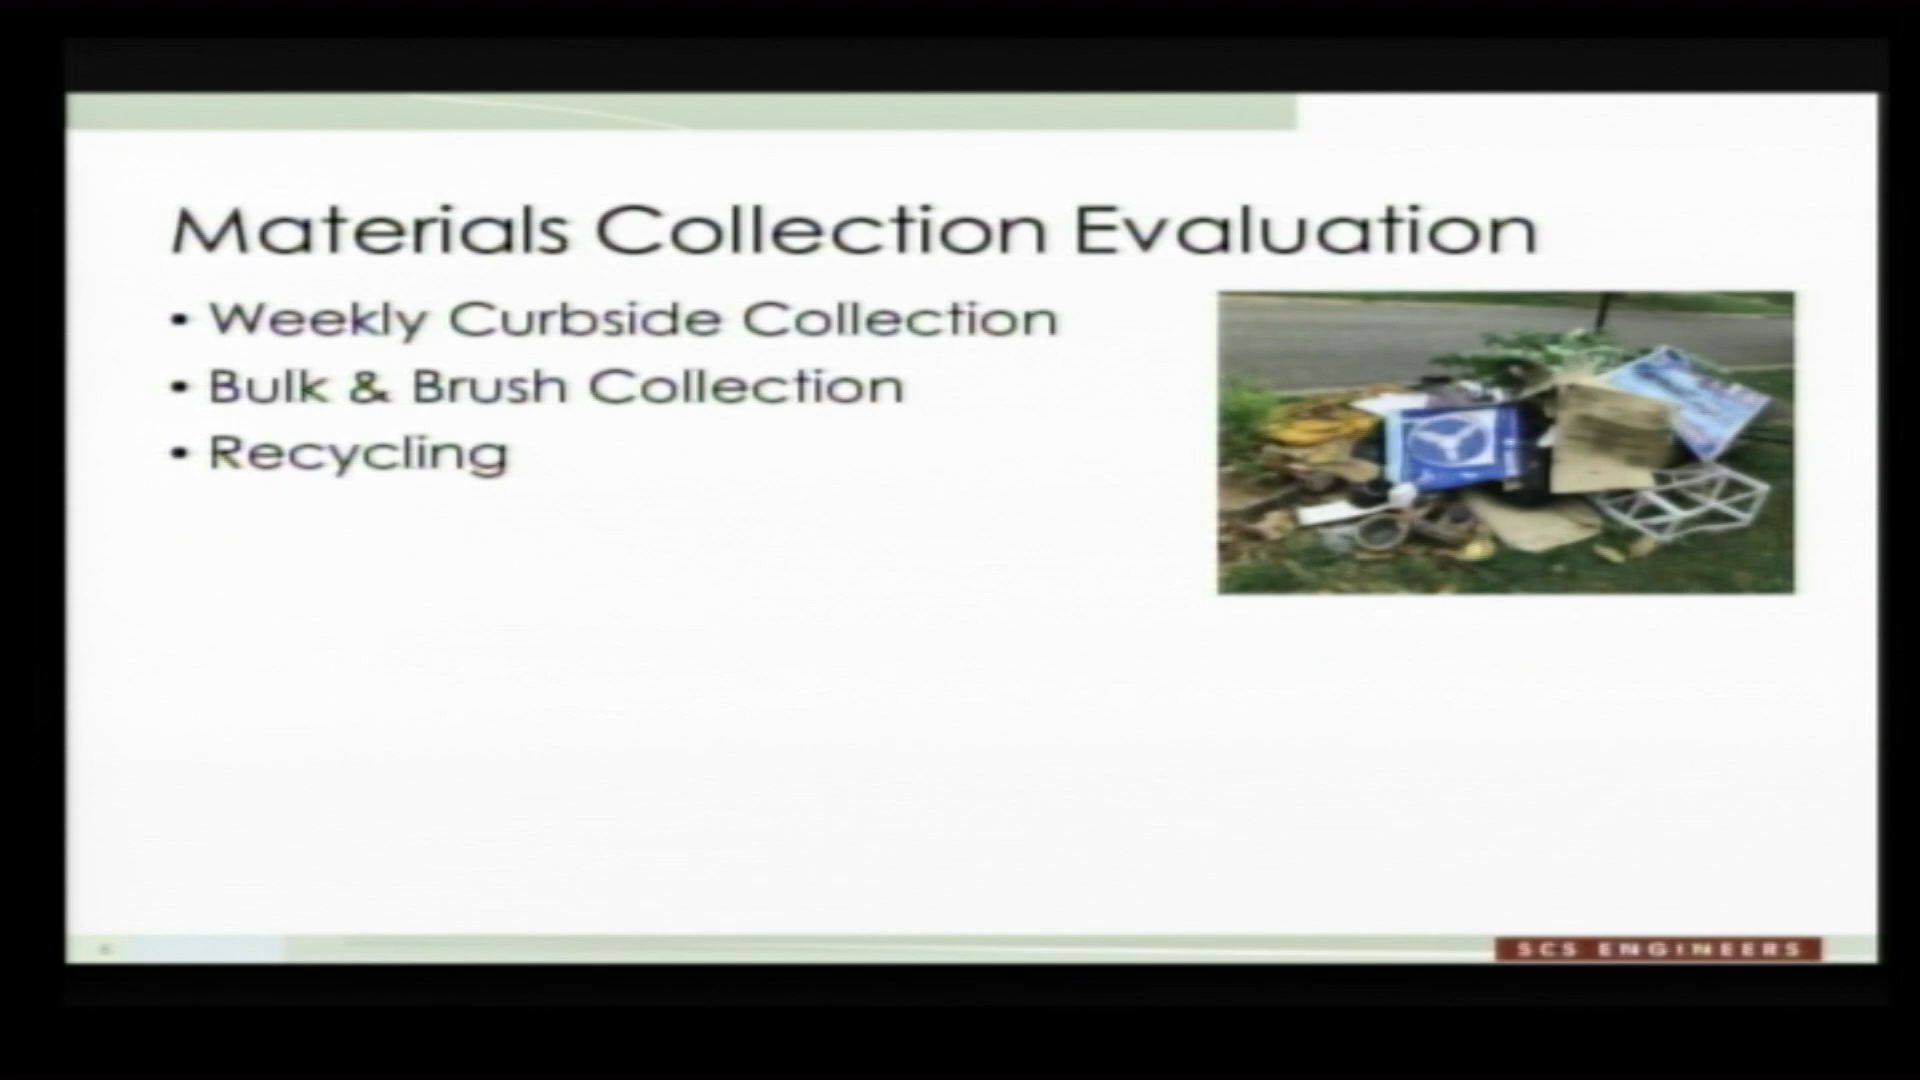 Materials Collection Evaluation
• Weekly Curbside Collection
• Bulk & Brush Collection
• Recycling
SCS ENGINEERS